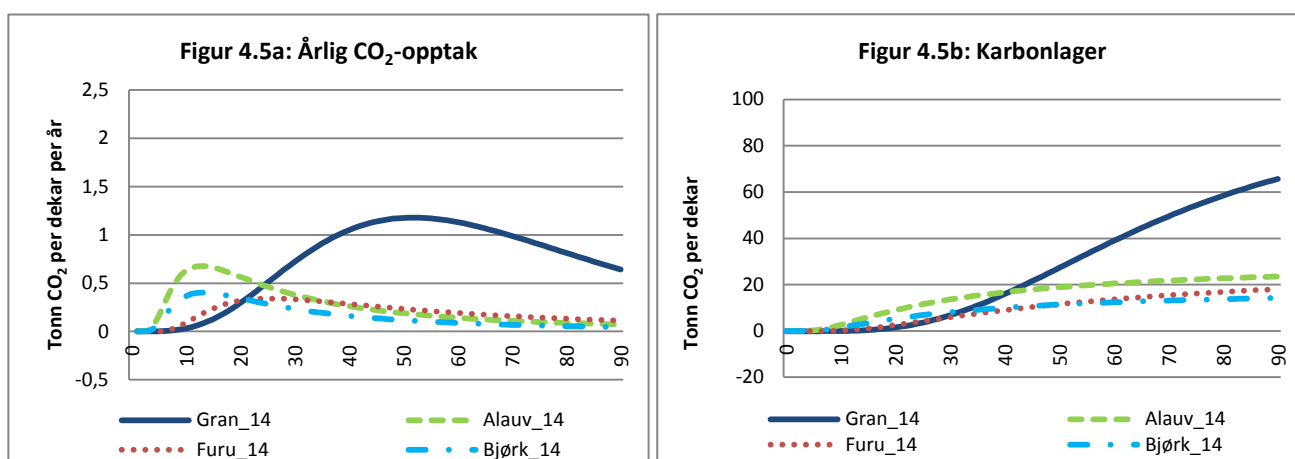 Figur 4.5a: Årlig CO₂-opptak
Tonn CO₂ per dekar per år
2,5
2
1,5
1
0,5
0
-0,5
0 10 20 30 40 50 60 70 80 90
Gran_14 Alauv_14
Furu_14 Bjørk_14
Figur 4.5b: Karbonlager
Tonn CO₂ per dekar
100
80
60
40
20
0
-20
0 10 20 30 40 50 60 70 80 90
Gran_14 Alauv_14
Furu_14 Bjørk_14